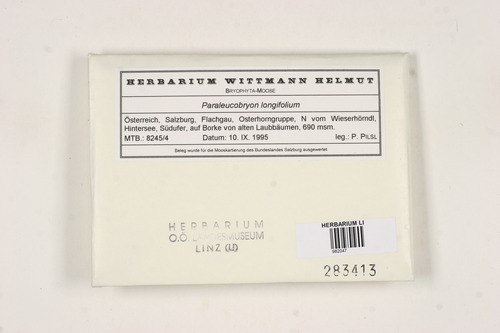 HERBARIUM WITTMANN HELMUT
BRYOPHYTA-MOOSE
Paraleucobryon longifolium
Österreich, Salzburg, Flachgau, Osterhorngruppe, N vom Wieserhörndl,
Hintersee, Südufer, auf Borke von alten Laubbäumen, 690 msm.
MTB.: 8245/4 Datum: 10. IX. 1995 leg.: P. PILSL
Beleg wurde für die Mooskartierung des Bundeslandes Salzburg ausgewertet
HERBARIUM
O.Ö. LANDESMUSEUM
LINZ (LI)
HERBARIUM LI
283413